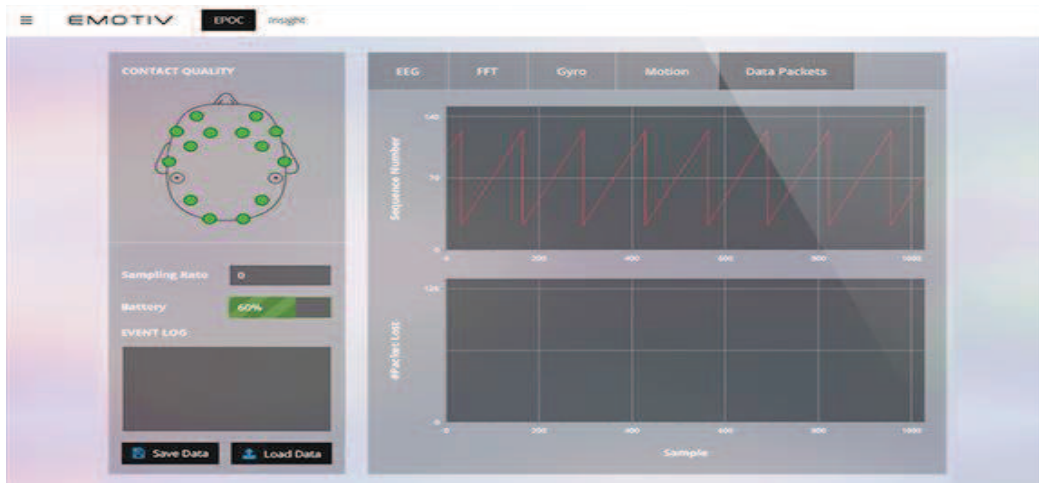 EMOTIV EPOC Insight
CONTACT QUALITY
Sampling Rate 0
Battery 60%
EVENT LOG
Save Data Load Data
EEG FFT Gyro Motion Data Packets
Sequence Number
140
70
0
0 200 400 600 800 1000
#Packet Lost
126
0
0 200 400 600 800 1000
Sample